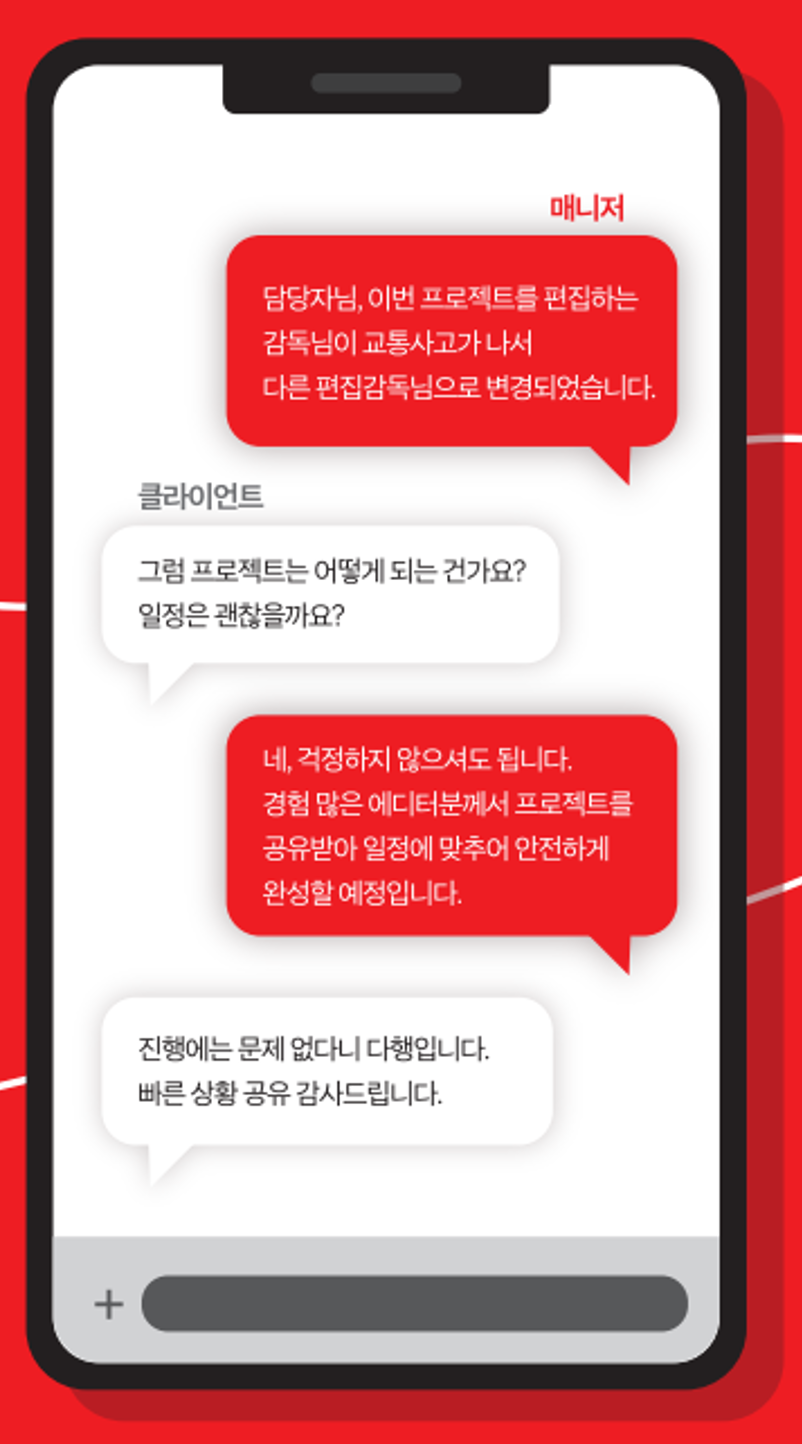 매니저
담당자님, 이번 프로젝트를 편집하는
감독님이 교통사고가 나서
다른 편집감독님으로 변경되었습니다.
클라이언트
그럼 프로젝트는 어떻게 되는 건가요?
일정은 괜찮을까요?
네, 걱정하지 않으셔도 됩니다.
경험 많은 에디터분께서 프로젝트를
공유받아 일정에 맞추어 안전하게
완성할 예정입니다.
진행에는 문제 없다니 다행입니다.
빠른 상황 공유 감사드립니다.
+